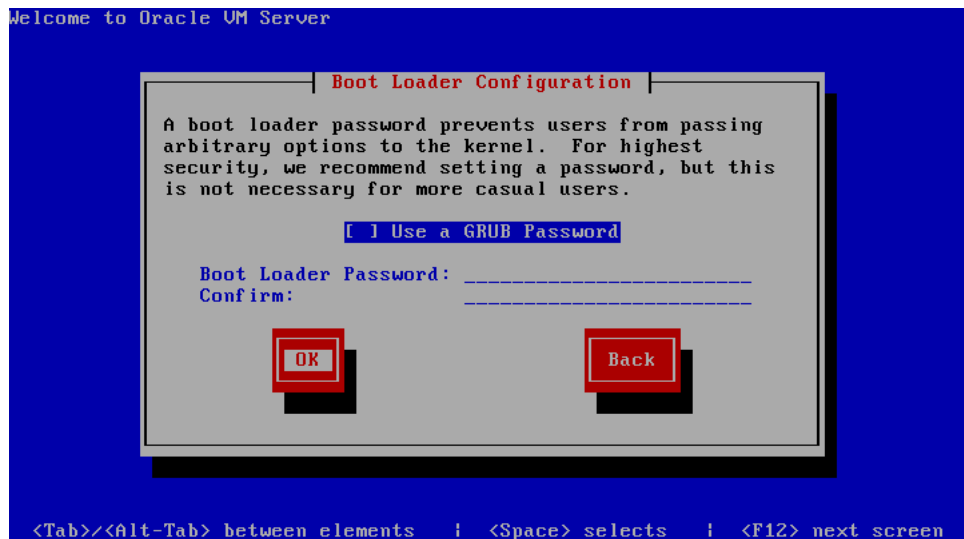 Welcome to Oracle VM Server
Boot Loader Configuration
A boot loader password prevents users from passing
arbitrary options to the kernel.  For highest
security, we recommend setting a password, but this
is not necessary for more casual users.
[ ] Use a GRUB Password
Boot Loader Password: ________________________
Confirm: ________________________
OK Back
<Tab>/<Alt-Tab> between elements | <Space> selects | <F12> next screen